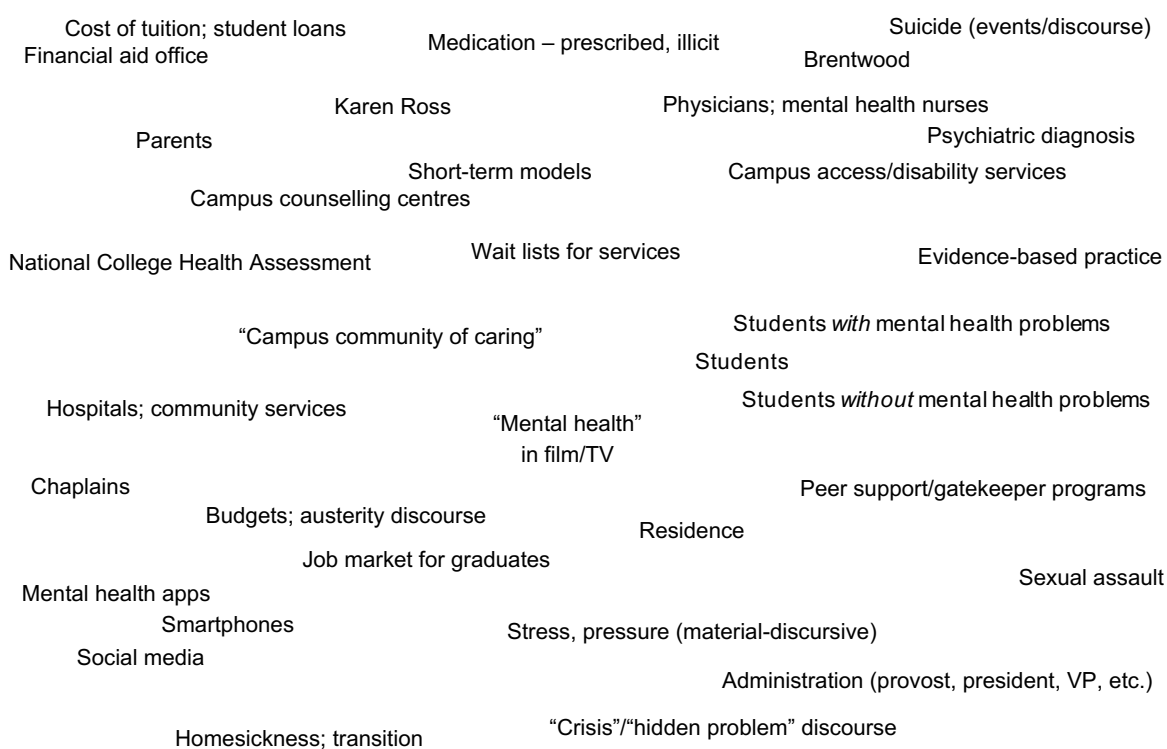 Cost of tuition; student loans
Financial aid office
Medication – prescribed, illicit
Suicide (events/discourse)
Brentwood
Karen Ross
Physicians; mental health nurses
Parents
Psychiatric diagnosis
Short-term models
Campus access/disability services
Campus counselling centres
National College Health Assessment
Wait lists for services
Evidence-based practice
“Campus community of caring”
Students with mental health problems
Students
Students without mental health problems
Hospitals; community services
“Mental health”
in film/TV
Chaplains
Peer support/gatekeeper programs
Budgets; austerity discourse
Residence
Job market for graduates
Sexual assault
Mental health apps
Smartphones
Stress, pressure (material-discursive)
Social media
Administration (provost, president, VP, etc.)
“Crisis”/“hidden problem” discourse
Homesickness; transition